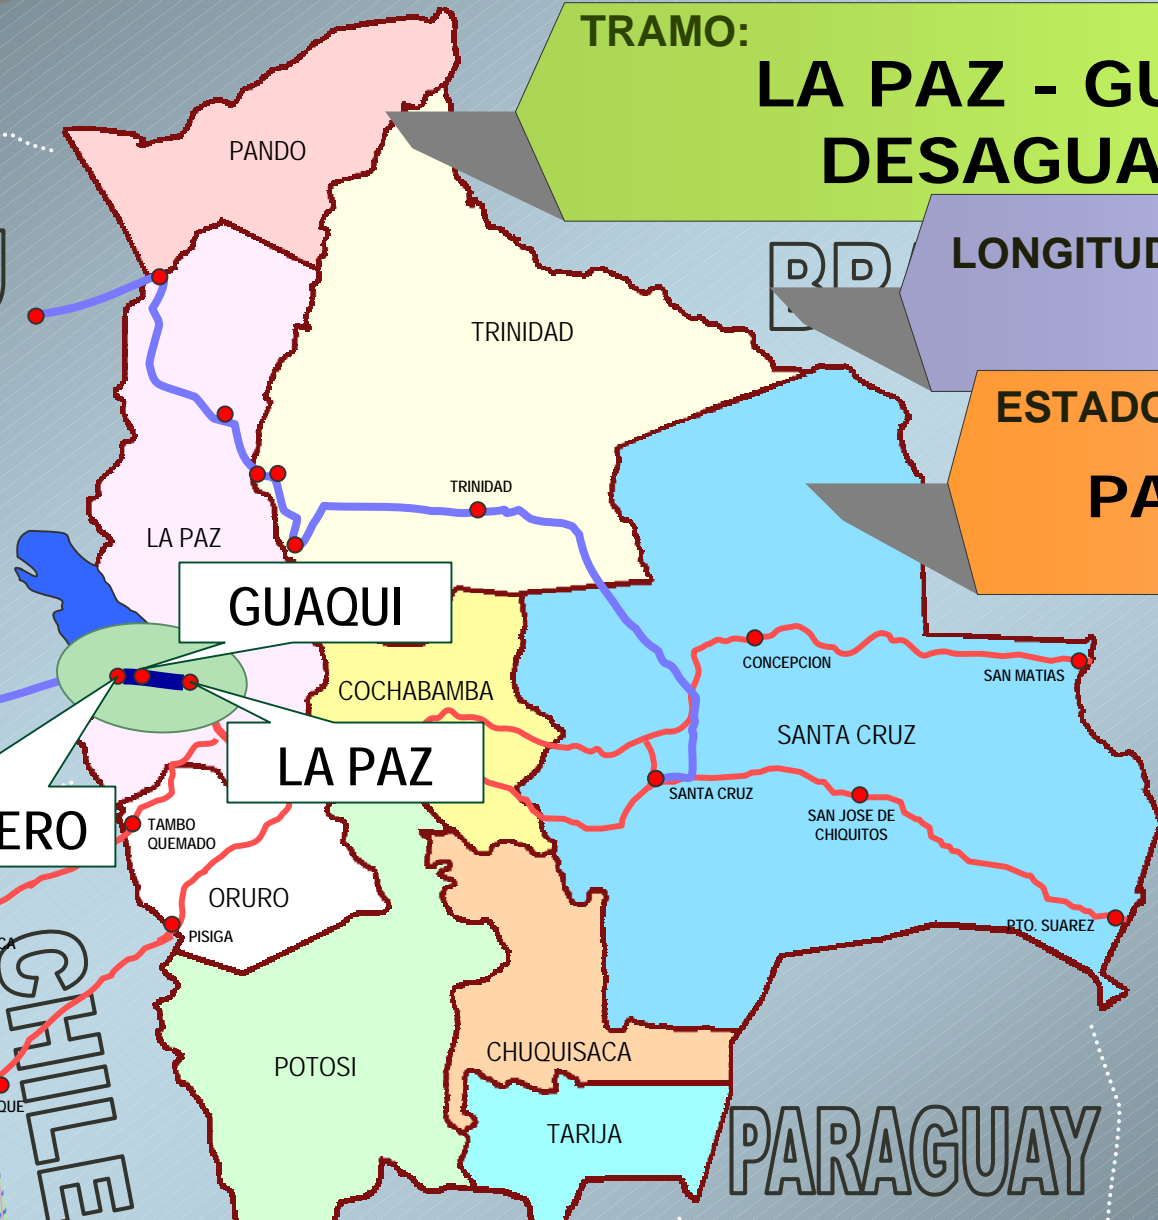 TRAMO:
LA PAZ - GU
DESAGUA
LONGITUD
ESTADO
PA
PANDO
TRINIDAD
TRINIDAD
LA PAZ
GUAQUI
COCHABAMBA
LA PAZ
ERO
CONCEPCION
SAN MATIAS
SANTA CRUZ
SANTA CRUZ
SAN JOSE DE
CHIQUITOS
PTO. SUAREZ
TAMBO
QUEMADO
ORURO
PISIGA
CA
CHILE
QUE
POTOSI
CHUQUISACA
TARIJA
PARAGUAY